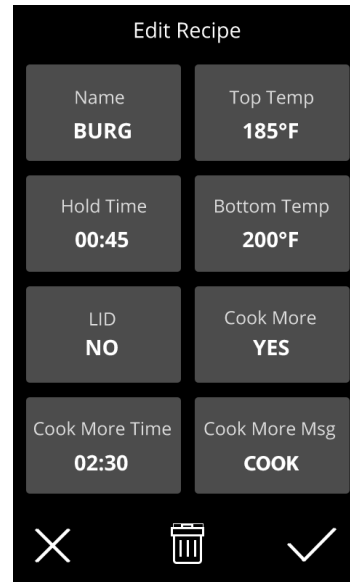 Edit Recipe
Name
BURG
Top Temp
185°F
Hold Time
00:45
Bottom Temp
200°F
LID
NO
Cook More
YES
Cook More Time
02:30
Cook More Msg
COOK